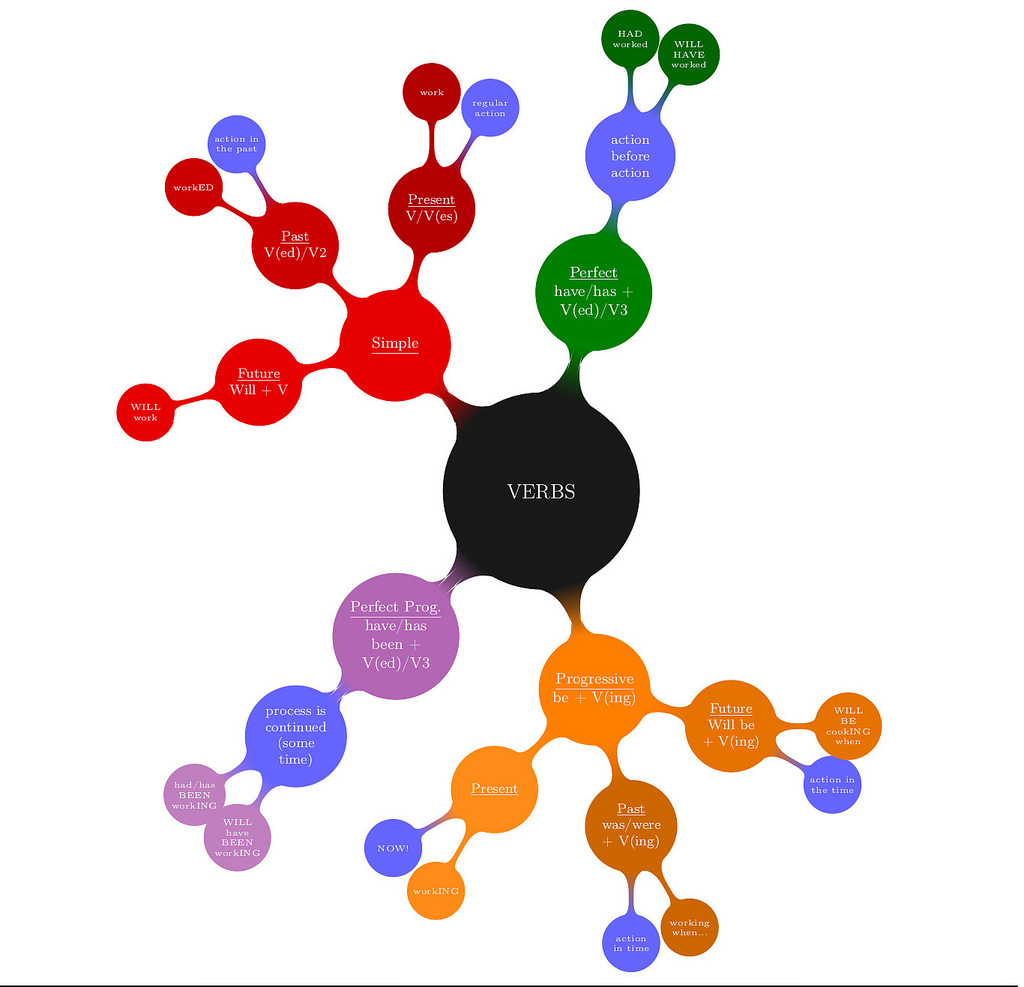 HAD
worked
WILL
HAVE
worked
work
regular
action
action in
the past
workED
action
before
action
Present
V/V(es)
Past
V(ed)/V2
Perfect
have/has +
V(ed)/V3
Simple
Future
Will + V
WILL
work
VERBS
Perfect Prog.
have/has
been +
V(ed)/V3
Progressive
be + V(ing)
process is
continued
(some
time)
Future
Will be
+ V(ing)
WILL
BE
cookING
when
action in
the time
had/has
BEEN
workING
WILL
have
BEEN
workING
Present
Past
was/were
+ V(ing)
NOW!
workING
working
when...
action
in time